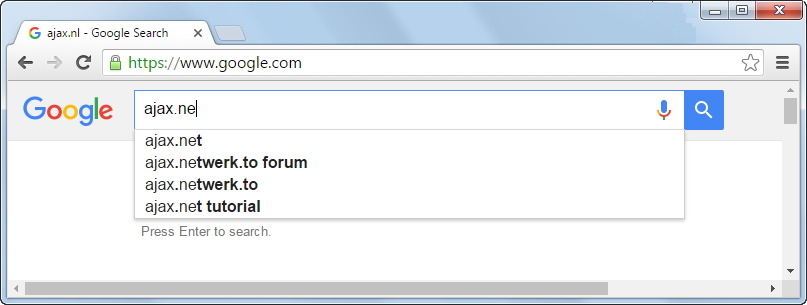 ajax.nl - Google Search
https://www.google.com
Google
ajax.ne
ajax.net
ajax.netwerk.to forum
ajax.netwerk.to
ajax.net tutorial
Press Enter to search.